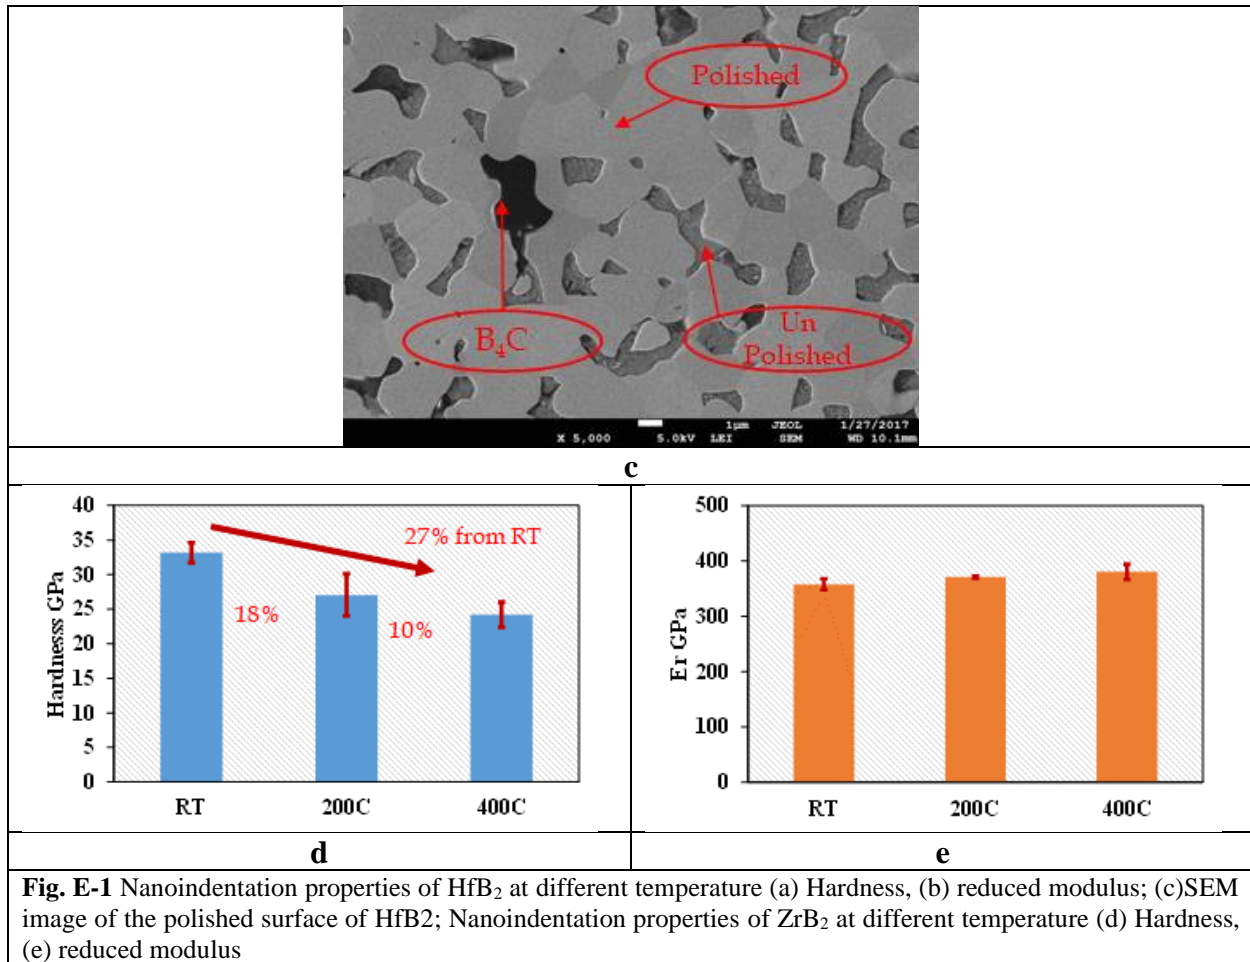 Polished
B₄C
Un
Polished
1μm JEOL 1/27/2017
X 5,000 5.0kV LEI SEM WD 10.1mm
c
40
35
30
25
20
15
10
5
0
Hardnesss GPa
27% from RT
18%
10%
RT 200C 400C
500
400
300
200
100
0
Er GPa
RT 200C 400C
d e
Fig. E-1 Nanoindentation properties of HfB₂ at different temperature (a) Hardness, (b) reduced modulus; (c)SEM
image of the polished surface of HfB2; Nanoindentation properties of ZrB₂ at different temperature (d) Hardness,
(e) reduced modulus